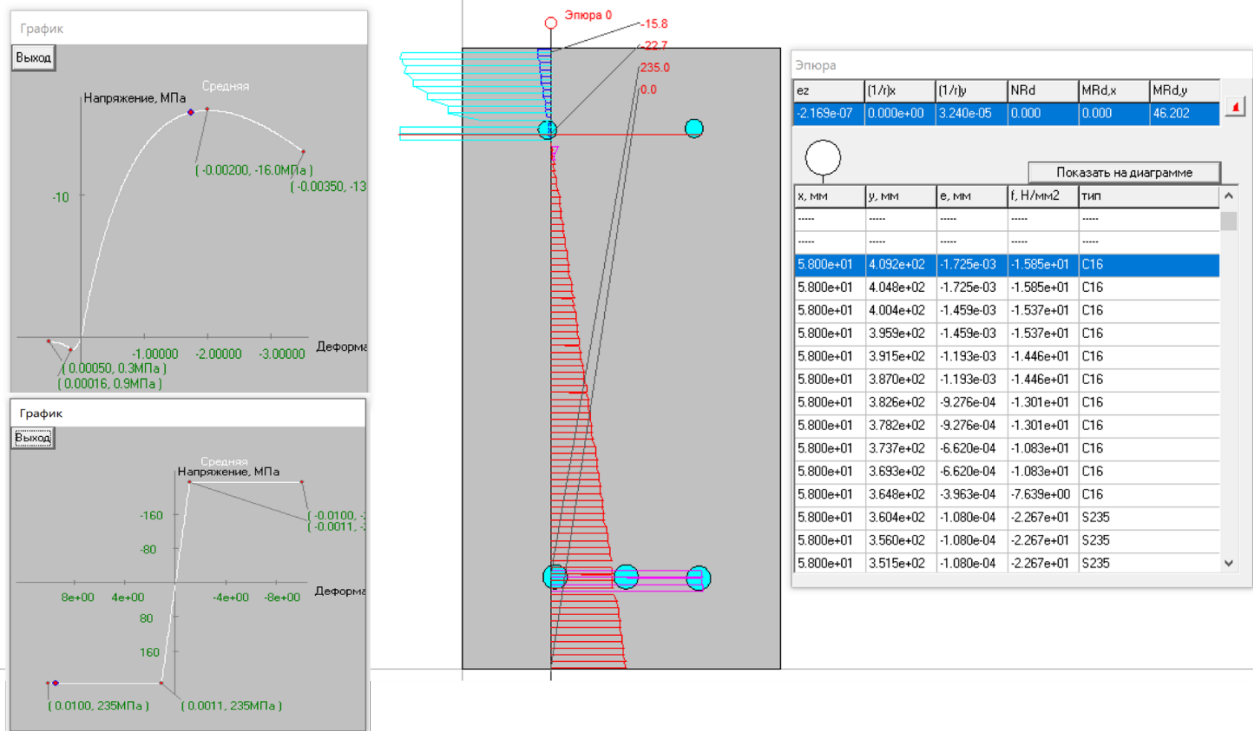 График
Выход
Средняя
Напряжение, МПа
( -0.00200, -16.0МПа )
( -0.00350, -13
-10
-1.00000 -2.00000 -3.00000 Деформа
( 0.00050, 0.3МПа )
( 0.00016, 0.9МПа )
График
Выход
Средняя
Напряжение, МПа
-160
( -0.0100, -
( -0.0011, -
-80
8e+00 4e+00 -4e+00 -8e+00 Деформа
80
160
( 0.0100, 235МПа ) ( 0.0011, 235МПа )
Эпюра 0
-15.8
-22.7
235.0
0.0
Эпюра
ez (1/r)x (1/r)y NRd MRd,x MRd,y
-2.169e-07 0.000e+00 3.240e-05 0.000 0.000 46.202
Показать на диаграмме
x, мм y, мм e, мм f, Н/мм2 тип
----- ----- ----- ----- -----
----- ----- ----- ----- -----
5.800e+01 4.092e+02 -1.725e-03 -1.585e+01 C16
5.800e+01 4.048e+02 -1.725e-03 -1.585e+01 C16
5.800e+01 4.004e+02 -1.459e-03 -1.537e+01 C16
5.800e+01 3.959e+02 -1.459e-03 -1.537e+01 C16
5.800e+01 3.915e+02 -1.193e-03 -1.446e+01 C16
5.800e+01 3.870e+02 -1.193e-03 -1.446e+01 C16
5.800e+01 3.826e+02 -9.276e-04 -1.301e+01 C16
5.800e+01 3.782e+02 -9.276e-04 -1.301e+01 C16
5.800e+01 3.737e+02 -6.620e-04 -1.083e+01 C16
5.800e+01 3.693e+02 -6.620e-04 -1.083e+01 C16
5.800e+01 3.648e+02 -3.963e-04 -7.639e+00 C16
5.800e+01 3.604e+02 -1.080e-04 -2.267e+01 S235
5.800e+01 3.560e+02 -1.080e-04 -2.267e+01 S235
5.800e+01 3.515e+02 -1.080e-04 -2.267e+01 S235